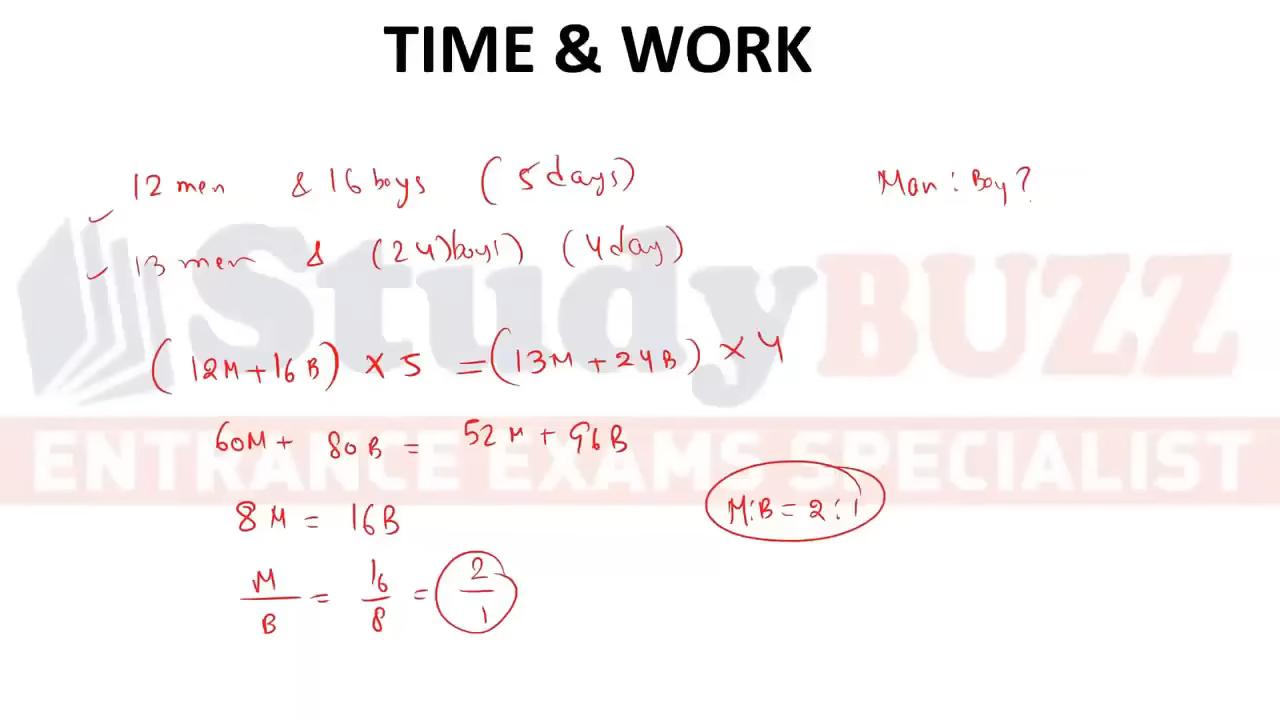 TIME & WORK
12 men & 16 boys (5 days)
Man : Boy ?
13 men & (24) boys) (4 day)
(12M + 16B) × 5 = (13M + 24B) × 4
60M + 80B = 52M + 96B
8M = 16B
M:B = 2:1
M/B = 16/8 = 2/1
StudyBUZZ
ENTRANCE EXAMS SPECIALIST